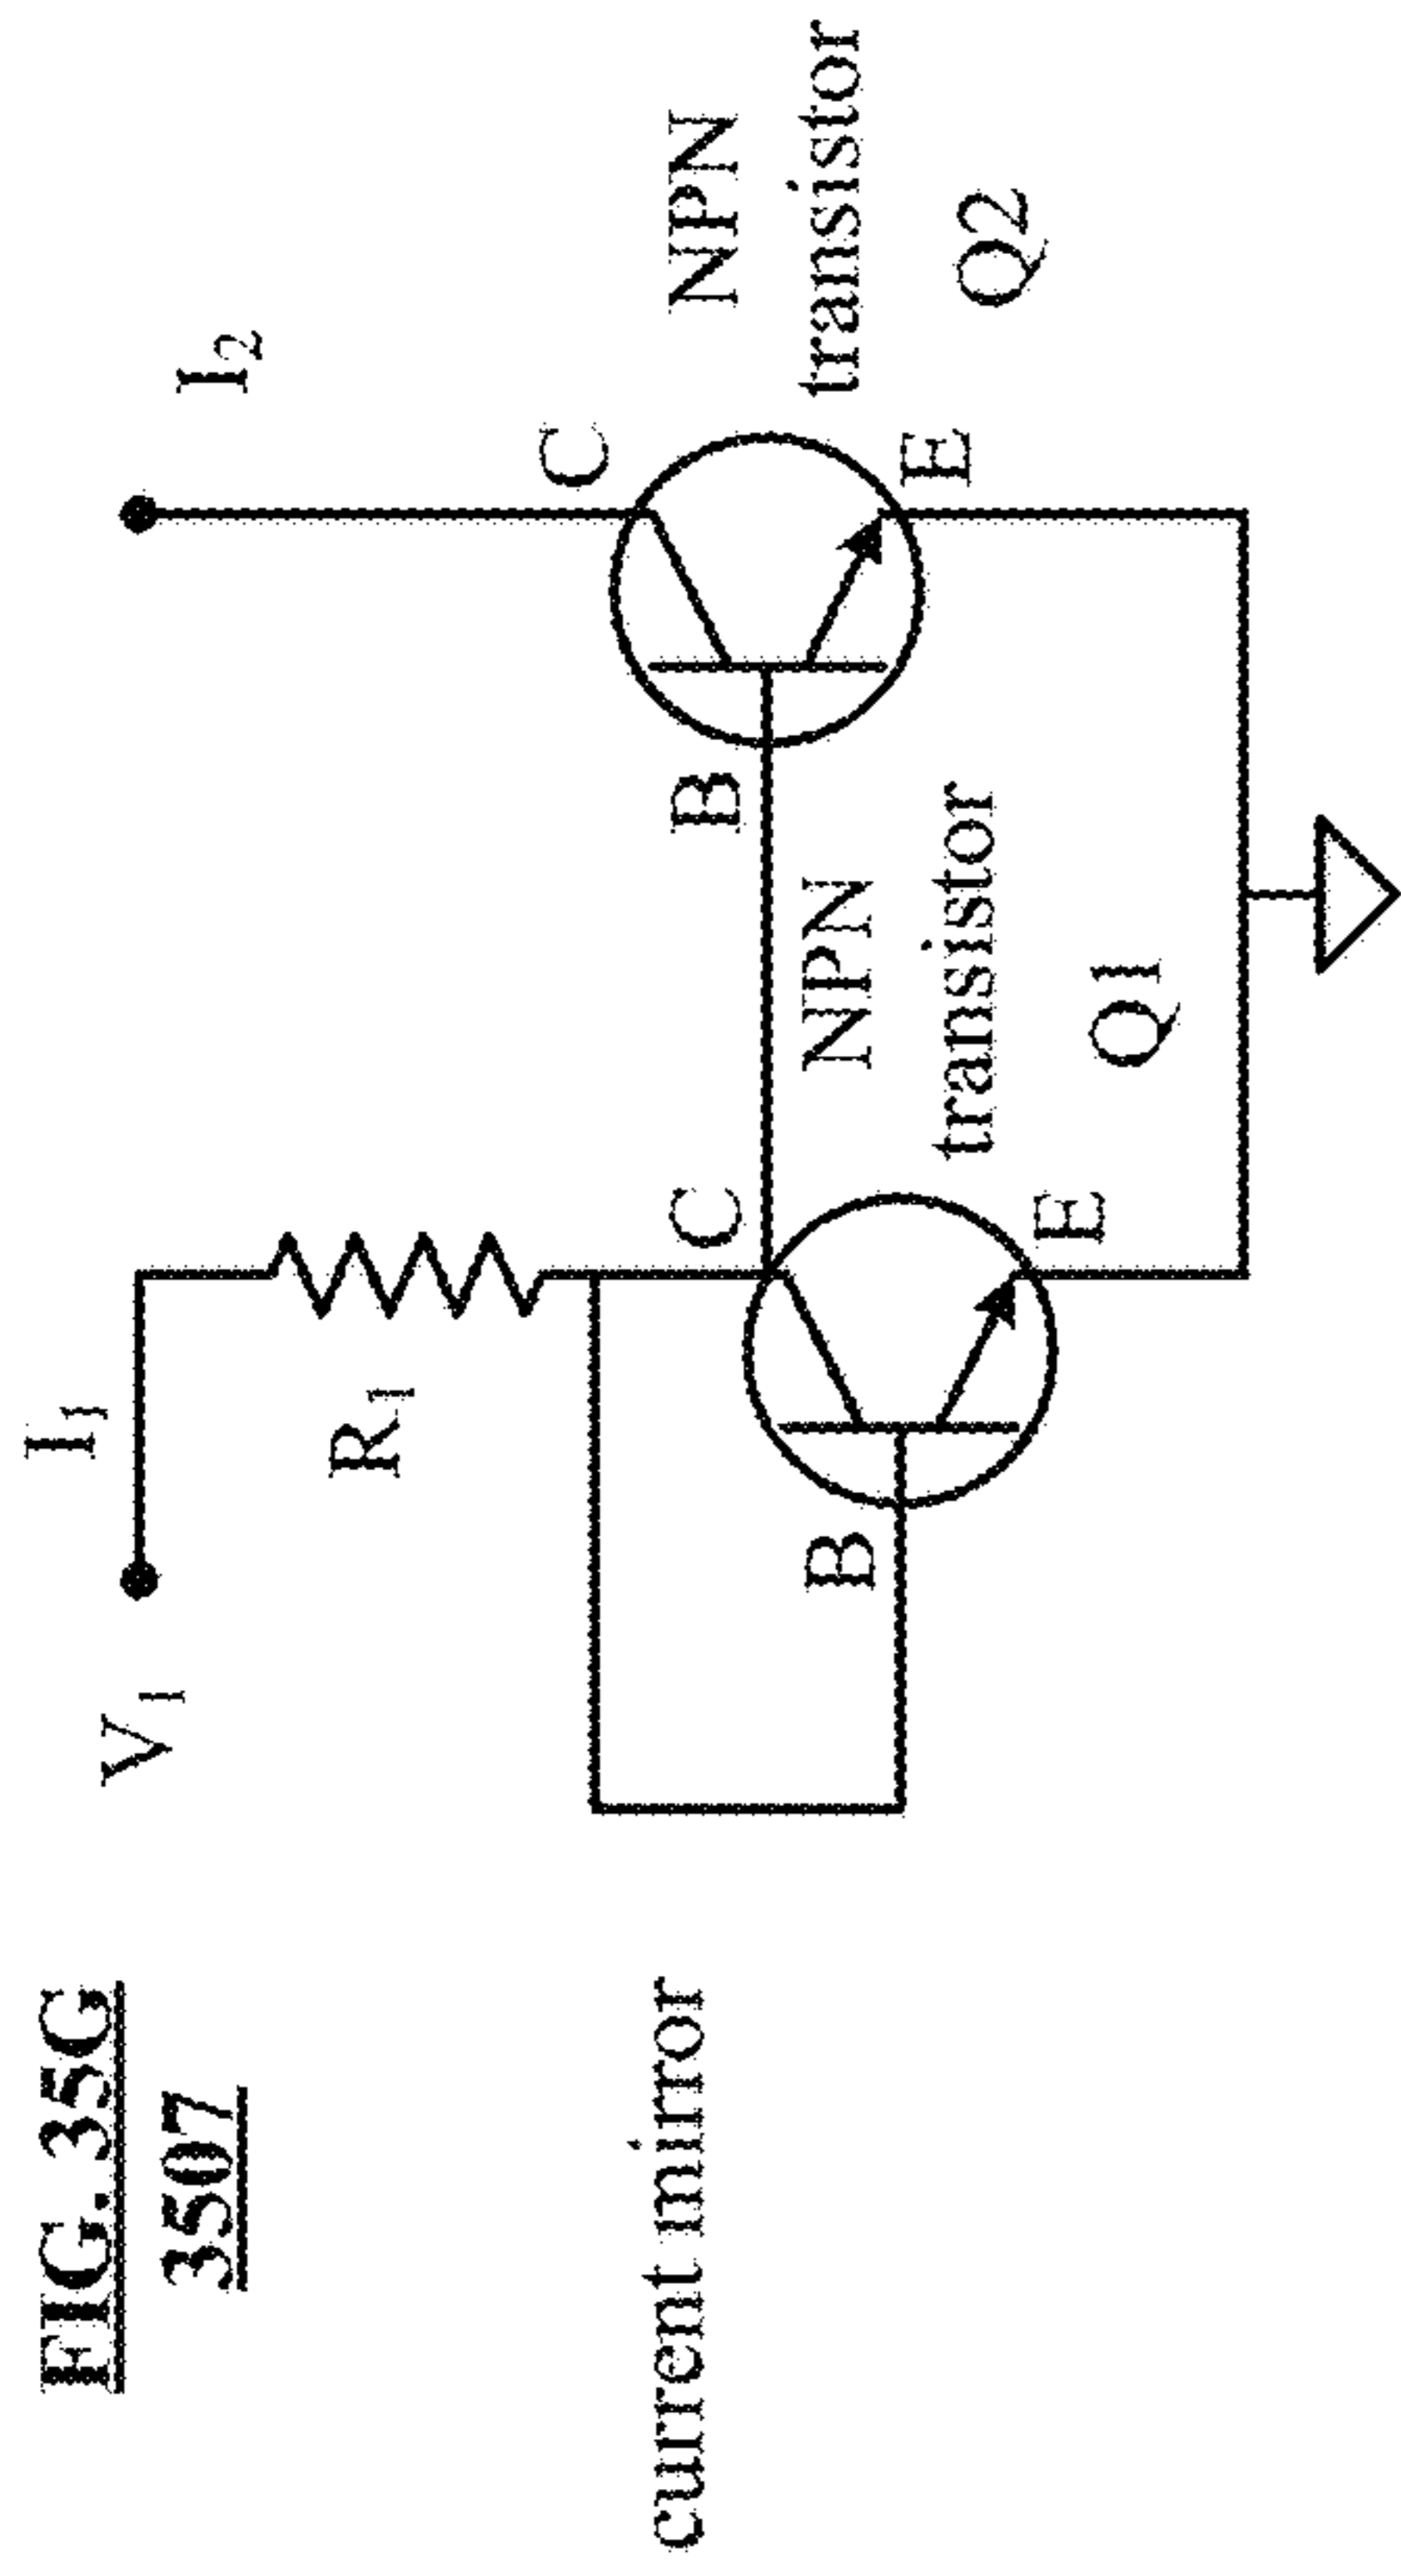 FIG. 35G
3507
current mirror
V1
I1
R1
I2
C
B
E
NPN
transistor
Q1
C
B
E
NPN
transistor
Q2